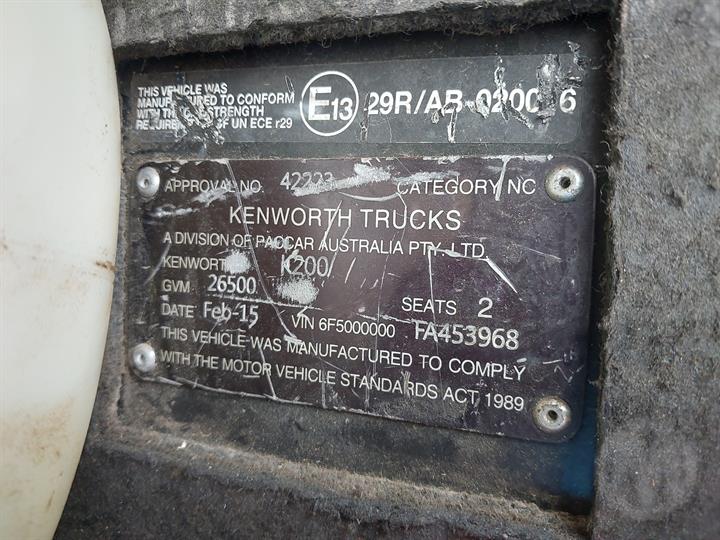 THIS VEHICLE WAS
MANUFACTURED TO CONFORM
WITH THE STRENGTH
REQUIREMENTS OF UN ECE r29
E13
29R/AB-020016
APPROVAL NO. 42223 CATEGORY NC
KENWORTH TRUCKS
A DIVISION OF PACCAR AUSTRALIA PTY. LTD.
KENWORTH K200
GVM 26500
SEATS 2
DATE Feb-15 VIN 6F5000000 FA453968
THIS VEHICLE WAS MANUFACTURED TO COMPLY
WITH THE MOTOR VEHICLE STANDARDS ACT 1989